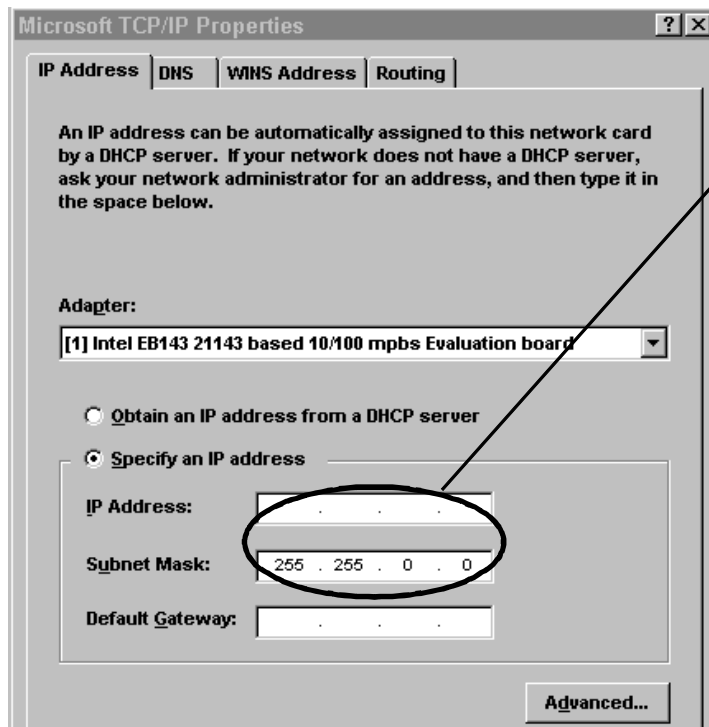 Microsoft TCP/IP Properties
? X
IP Address DNS WINS Address Routing
An IP address can be automatically assigned to this network card
by a DHCP server. If your network does not have a DHCP server,
ask your network administrator for an address, and then type it in
the space below.
Adapter:
[1] Intel EB143 21143 based 10/100 mpbs Evaluation board
Obtain an IP address from a DHCP server
Specify an IP address
IP Address: . . .
Subnet Mask: 255 . 255 . 0 . 0
Default Gateway: . . .
Advanced...